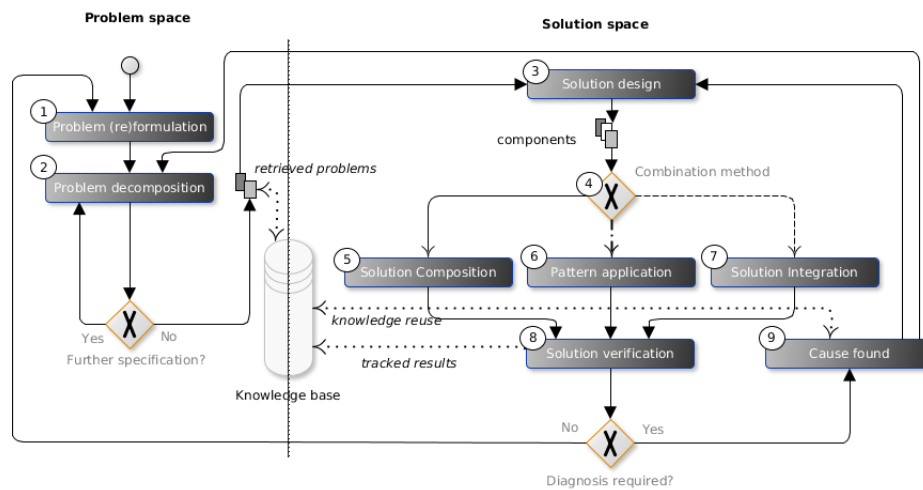 Problem space
Solution space
3
Solution design
1
Problem (re)formulation
components
2
Problem decomposition
retrieved problems
Combination method
4
5
Solution Composition
6
Pattern application
7
Solution Integration
knowledge reuse
Yes
No
Further specification?
8
Solution verification
9
Cause found
tracked results
Knowledge base
No
Yes
Diagnosis required?